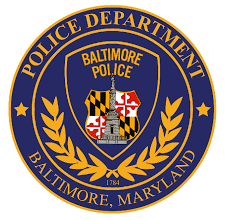 POLICE DEPARTMENT
BALTIMORE
POLICE
1784
BALTIMORE, MARYLAND